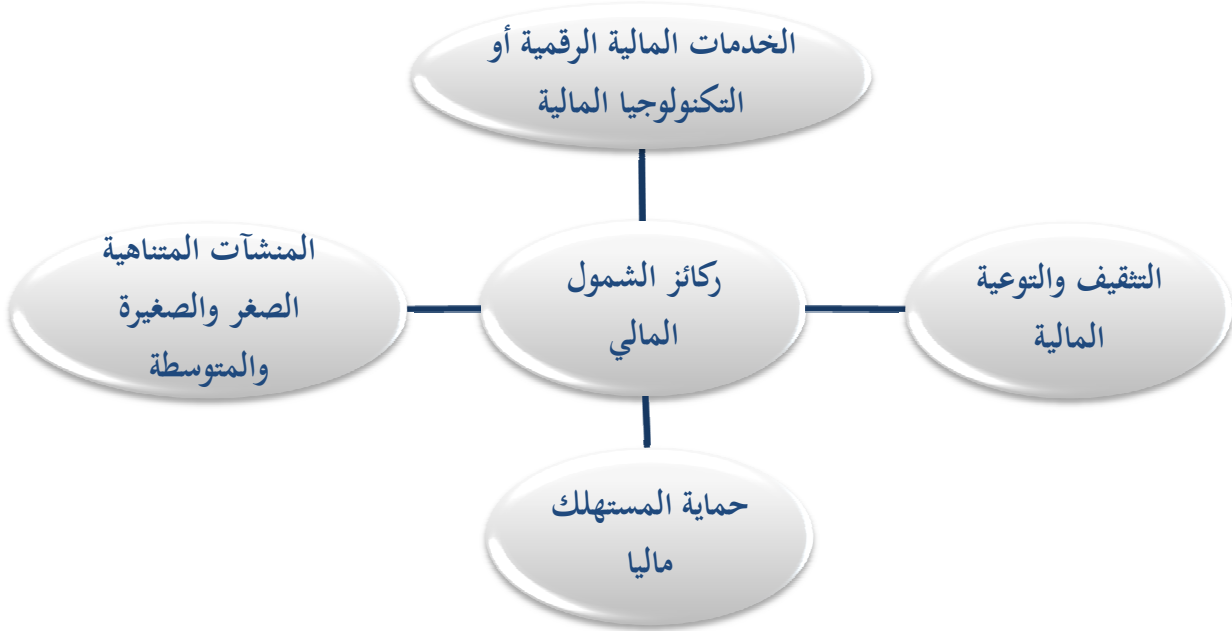 الخدمات المالية الرقمية أو
التكنولوجيا المالية
التثقيف والتوعية
المالية
ركائز الشمول
المالي
المنشآت المتناهية
الصغر والصغيرة
والمتوسطة
حماية المستهلك
ماليا